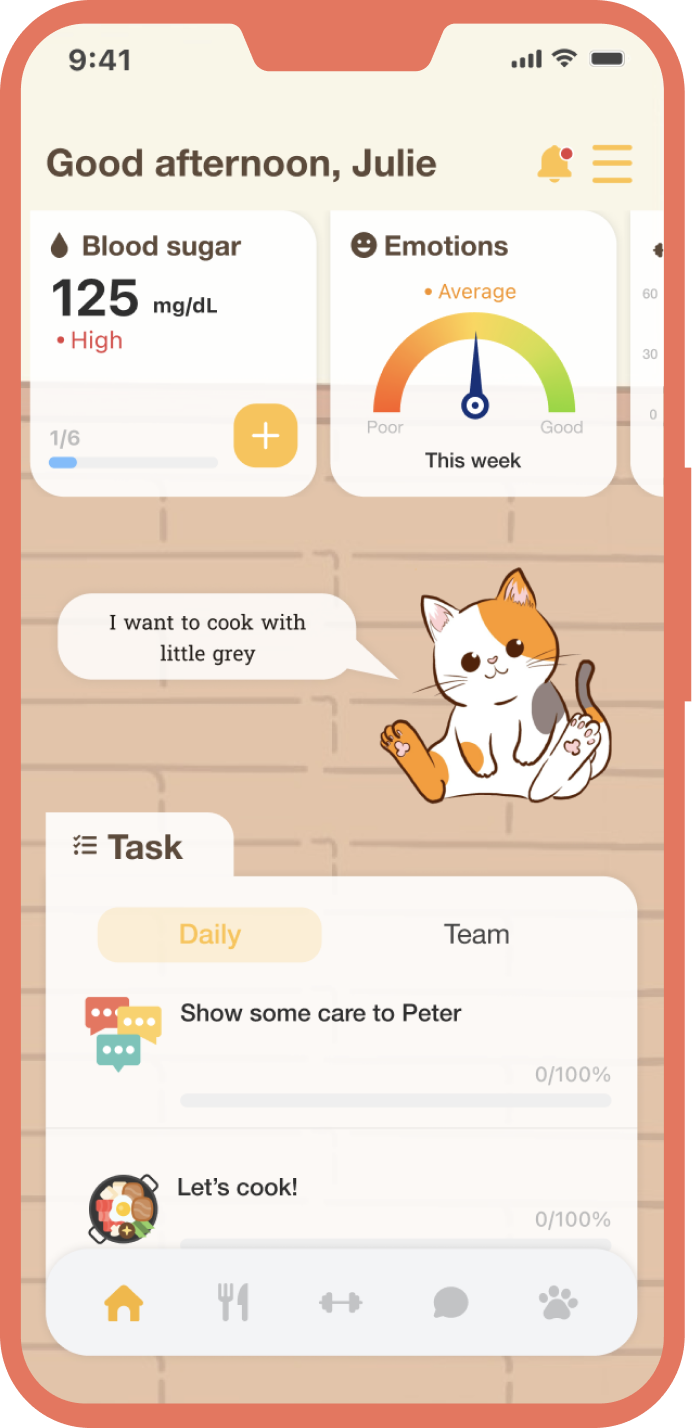 9:41
Good afternoon, Julie
Blood sugar
125 mg/dL
• High
1/6
Emotions
• Average
Poor
Good
This week
60
30
0
I want to cook with
little grey
Task
Daily
Team
Show some care to Peter
0/100%
Let's cook!
0/100%